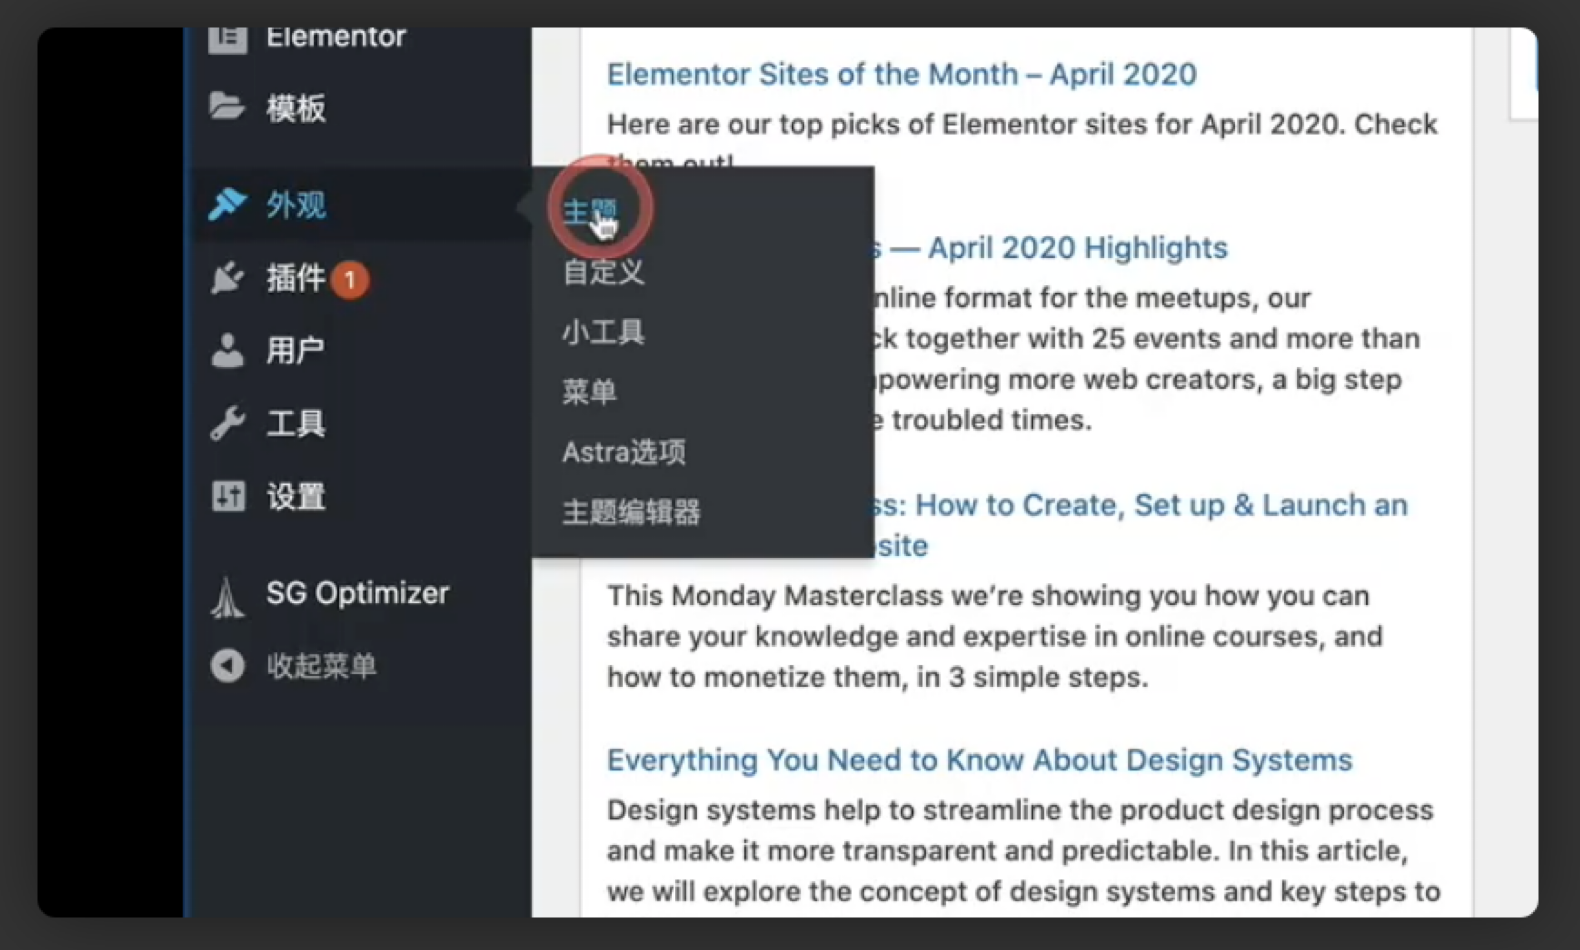 Elementor
模板
外观
插件 1
用户
工具
设置
SG Optimizer
收起菜单
主题
自定义
小工具
菜单
Astra选项
主题编辑器
Elementor Sites of the Month – April 2020
Here are our top picks of Elementor sites for April 2020. Check
them out!
s — April 2020 Highlights
nline format for the meetups, our
ck together with 25 events and more than
powering more web creators, a big step
e troubled times.
ss: How to Create, Set up & Launch an
site
This Monday Masterclass we’re showing you how you can
share your knowledge and expertise in online courses, and
how to monetize them, in 3 simple steps.
Everything You Need to Know About Design Systems
Design systems help to streamline the product design process
and make it more transparent and predictable. In this article,
we will explore the concept of design systems and key steps to